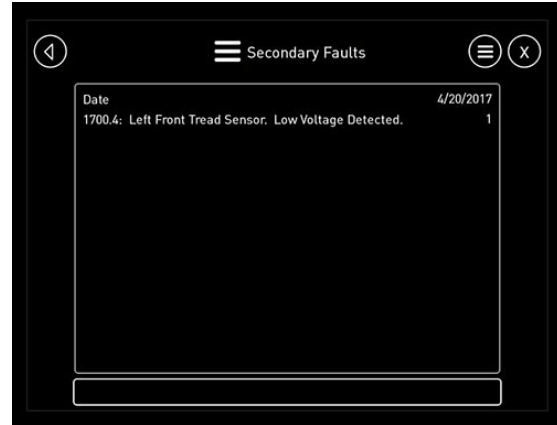 Secondary Faults
X
Date 4/20/2017
1700.4: Left Front Tread Sensor. Low Voltage Detected. 1